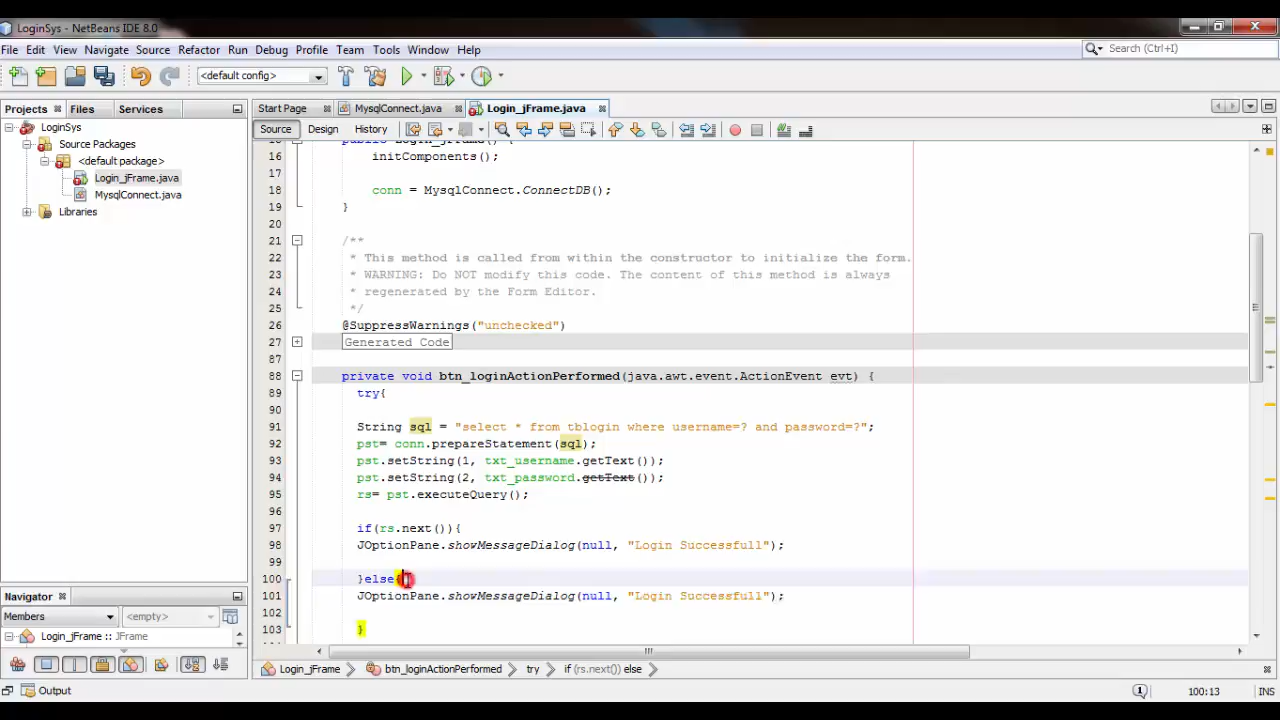 LoginSys - NetBeans IDE 8.0
File Edit View Navigate Source Refactor Run Debug Profile Team Tools Window Help
Search (Ctrl+I)
<default config>
Projects Files Services
Start Page MysqlConnect.java Login_jFrame.java
LoginSys
Source Packages
<default package>
Login_jFrame.java
MysqlConnect.java
Libraries
Source Design History
16 initComponents();
17
18 conn = MysqlConnect.ConnectDB();
19 }
20
21 /**
22 * This method is called from within the constructor to initialize the form.
23 * WARNING: Do NOT modify this code. The content of this method is always
24 * regenerated by the Form Editor.
25 */
26 @SuppressWarnings("unchecked")
27 Generated Code
87
88 private void btn_loginActionPerformed(java.awt.event.ActionEvent evt) {
89 try{
90
91 String sql = "select * from tblogin where username=? and password=?";
92 pst= conn.prepareStatement(sql);
93 pst.setString(1, txt_username.getText());
94 pst.setString(2, txt_password.getText());
95 rs= pst.executeQuery();
96
97 if(rs.next()){
98 JOptionPane.showMessageDialog(null, "Login Successfull");
99
100 }else{
101 JOptionPane.showMessageDialog(null, "Login Successfull");
102
103 }
Navigator
Members <empty>
Login_jFrame :: JFrame
Login_jFrame btn_loginActionPerformed try if (rs.next()) else
Output
1
100:13 INS